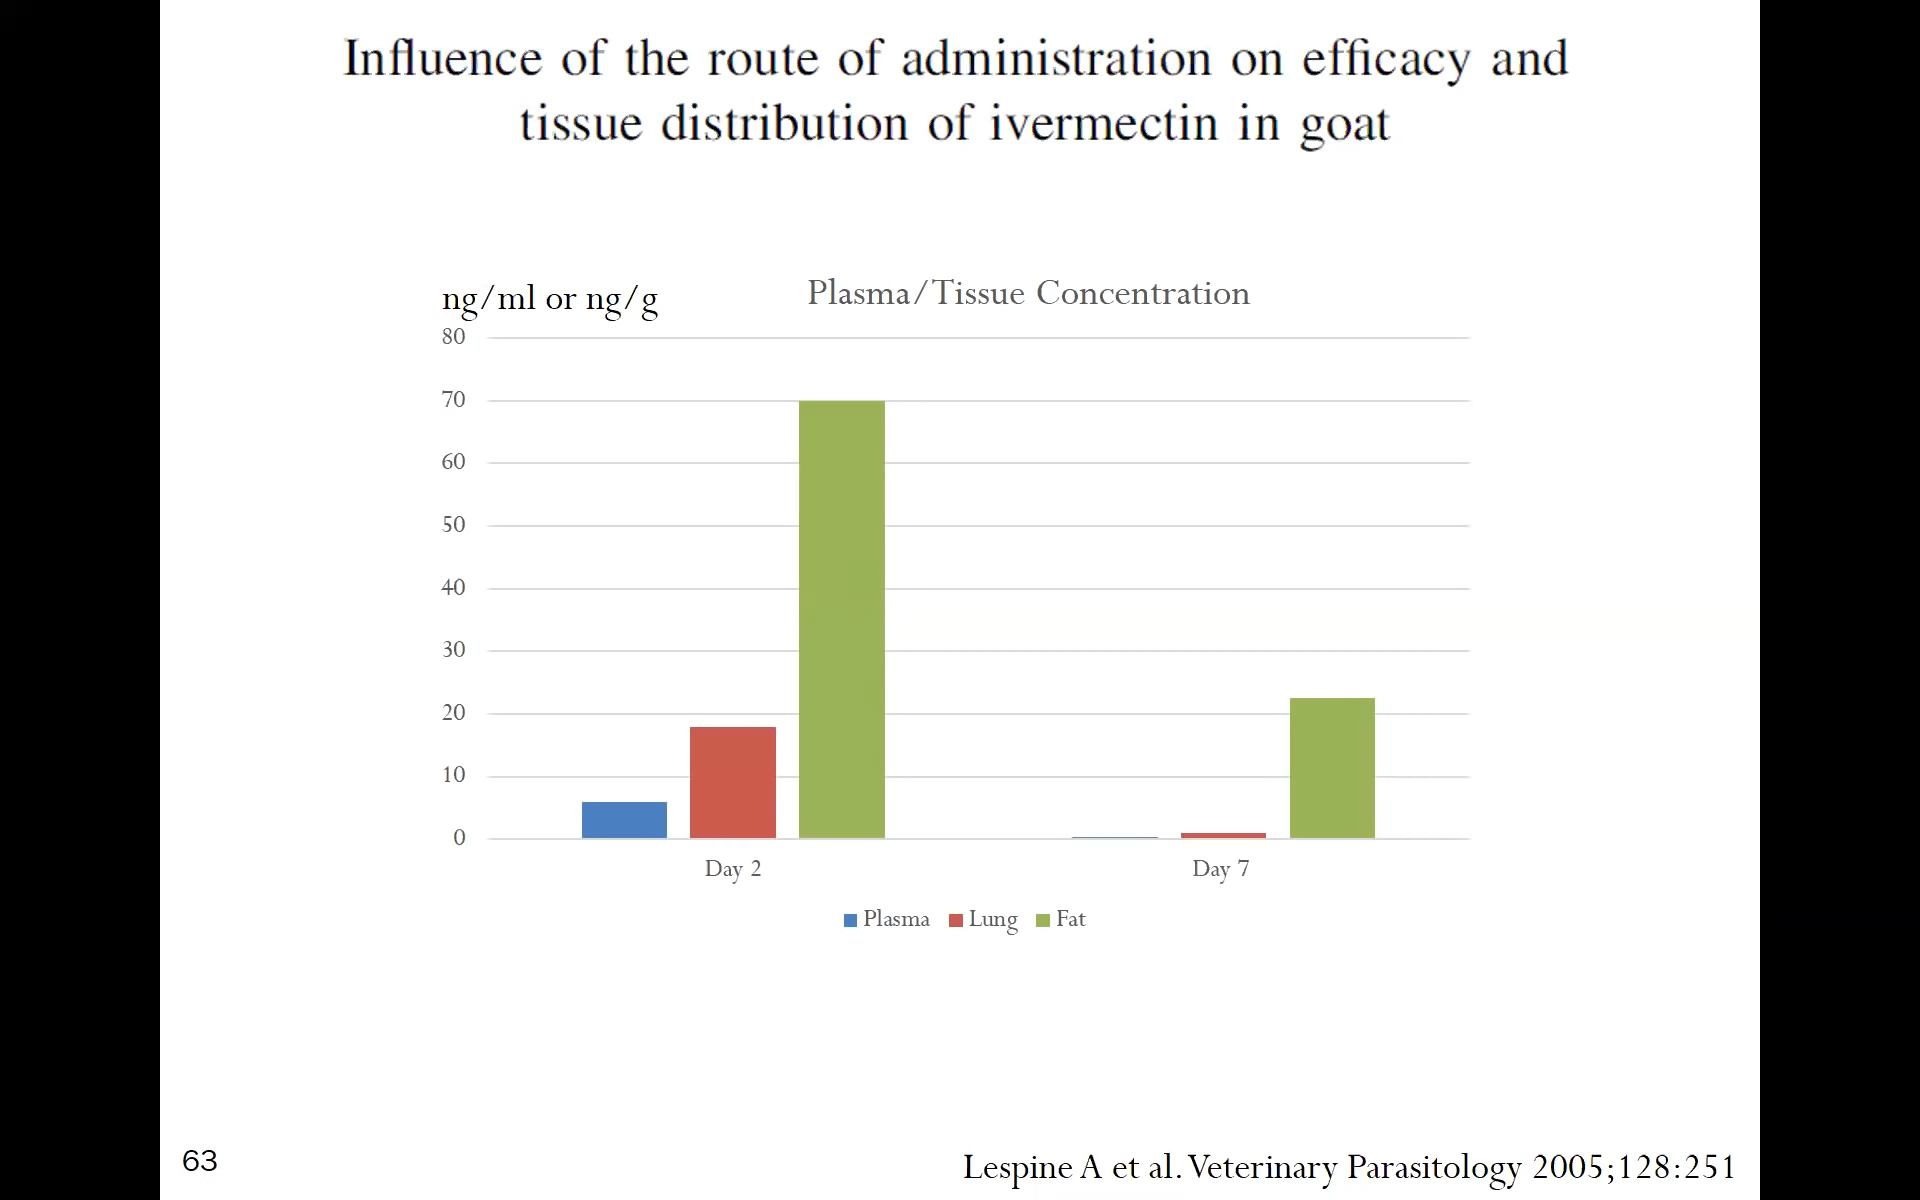 Influence of the route of administration on efficacy and
tissue distribution of ivermectin in goat
ng/ml or ng/g
Plasma/Tissue Concentration
80
70
60
50
40
30
20
10
0
Day 2
Day 7
Plasma
Lung
Fat
63
Lespine A et al. Veterinary Parasitology 2005;128:251